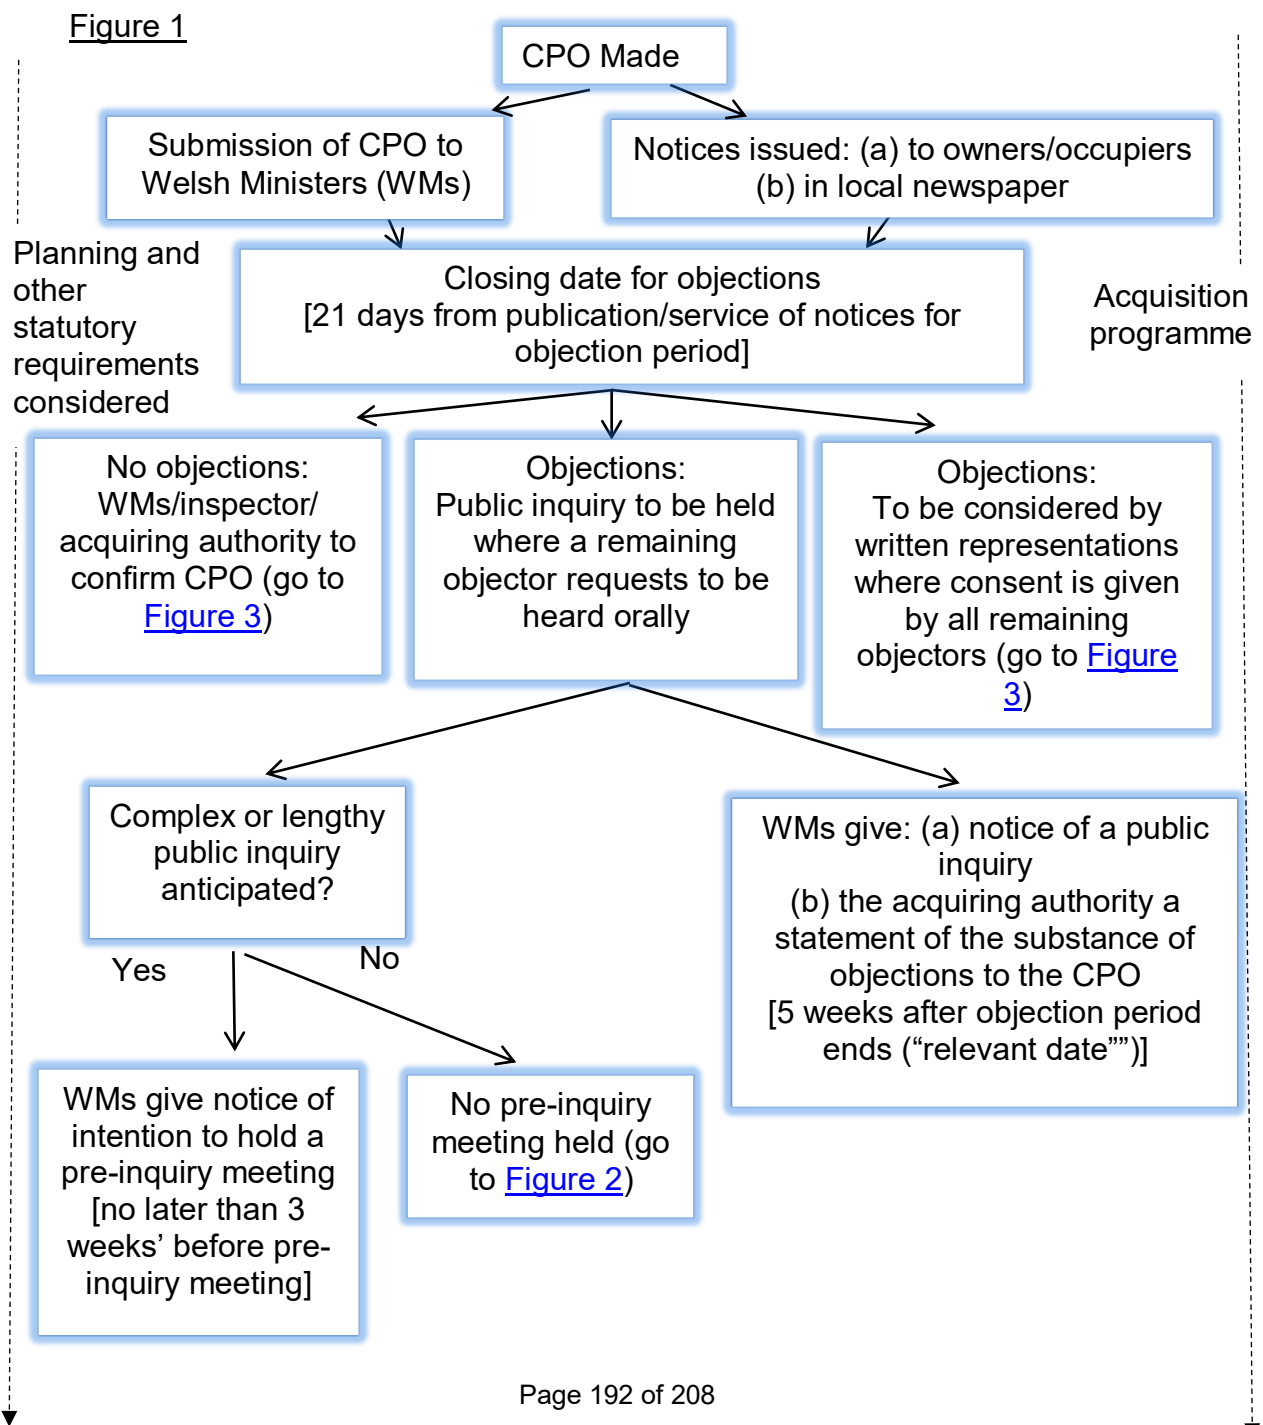 Figure 1
CPO Made
Submission of CPO to
Welsh Ministers (WMs)
Notices issued: (a) to owners/occupiers
(b) in local newspaper
Planning and
other
statutory
requirements
considered
Closing date for objections
[21 days from publication/service of notices for
objection period]
Acquisition
programme
No objections:
WMs/inspector/
acquiring authority to
confirm CPO (go to
Figure 3)
Objections:
Public inquiry to be held
where a remaining
objector requests to be
heard orally
Objections:
To be considered by
written representations
where consent is given
by all remaining
objectors (go to Figure
3)
Complex or lengthy
public inquiry
anticipated?
WMs give: (a) notice of a public
inquiry
(b) the acquiring authority a
statement of the substance of
objections to the CPO
[5 weeks after objection period
ends (“relevant date””)]
Yes
No
WMs give notice of
intention to hold a
pre-inquiry meeting
[no later than 3
weeks’ before pre-
inquiry meeting]
No pre-inquiry
meeting held (go
to Figure 2)
Page 192 of 208